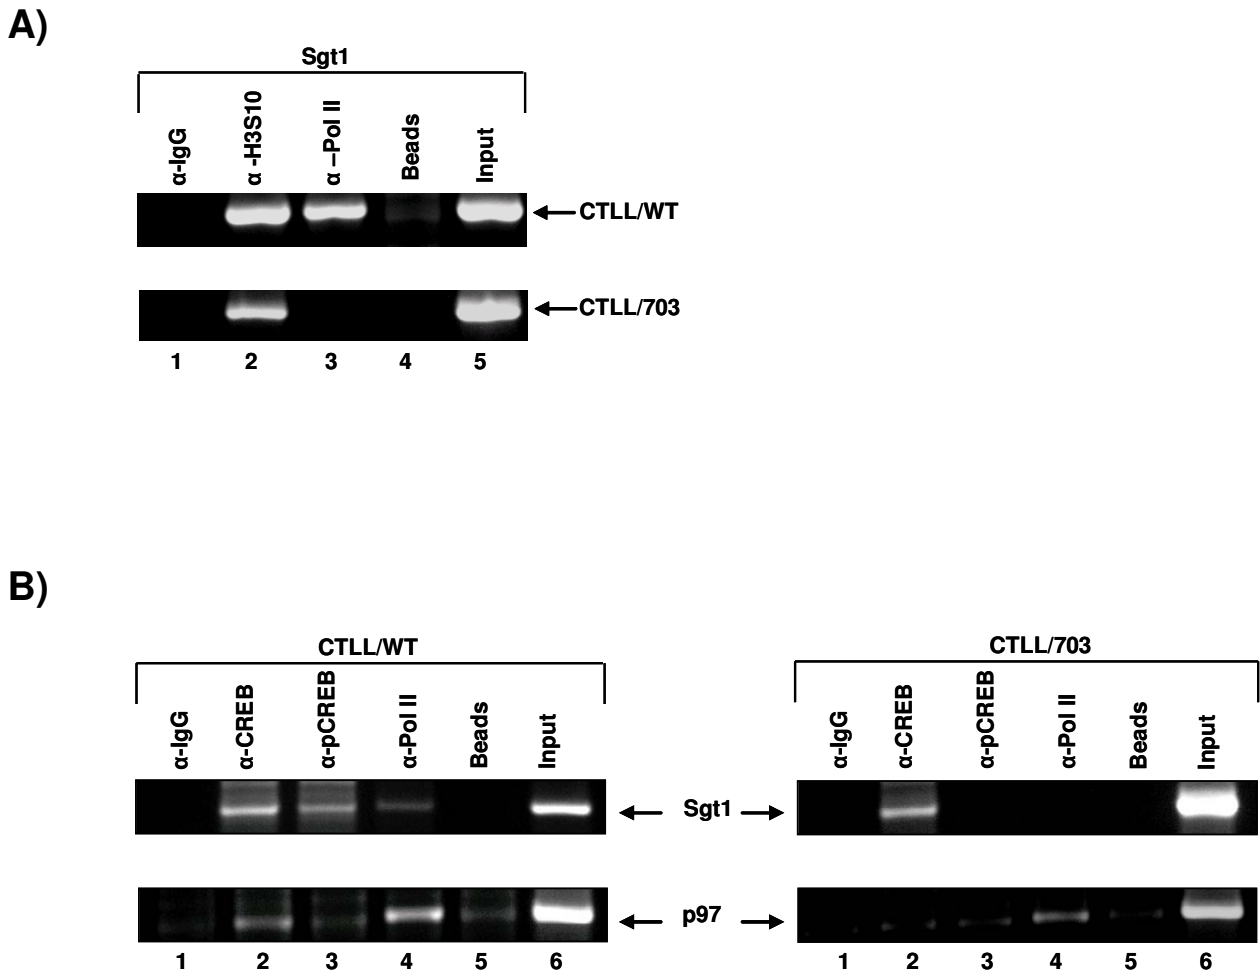 A)
Sgt1
α-IgG
α -H3S10
α –Pol II
Beads
Input
CTLL/WT
CTLL/703
1 2 3 4 5
B)
CTLL/WT
α-IgG
α-CREB
α-pCREB
α-Pol II
Beads
Input
CTLL/703
α-IgG
α-CREB
α-pCREB
α-Pol II
Beads
Input
Sgt1
p97
1 2 3 4 5 6
1 2 3 4 5 6